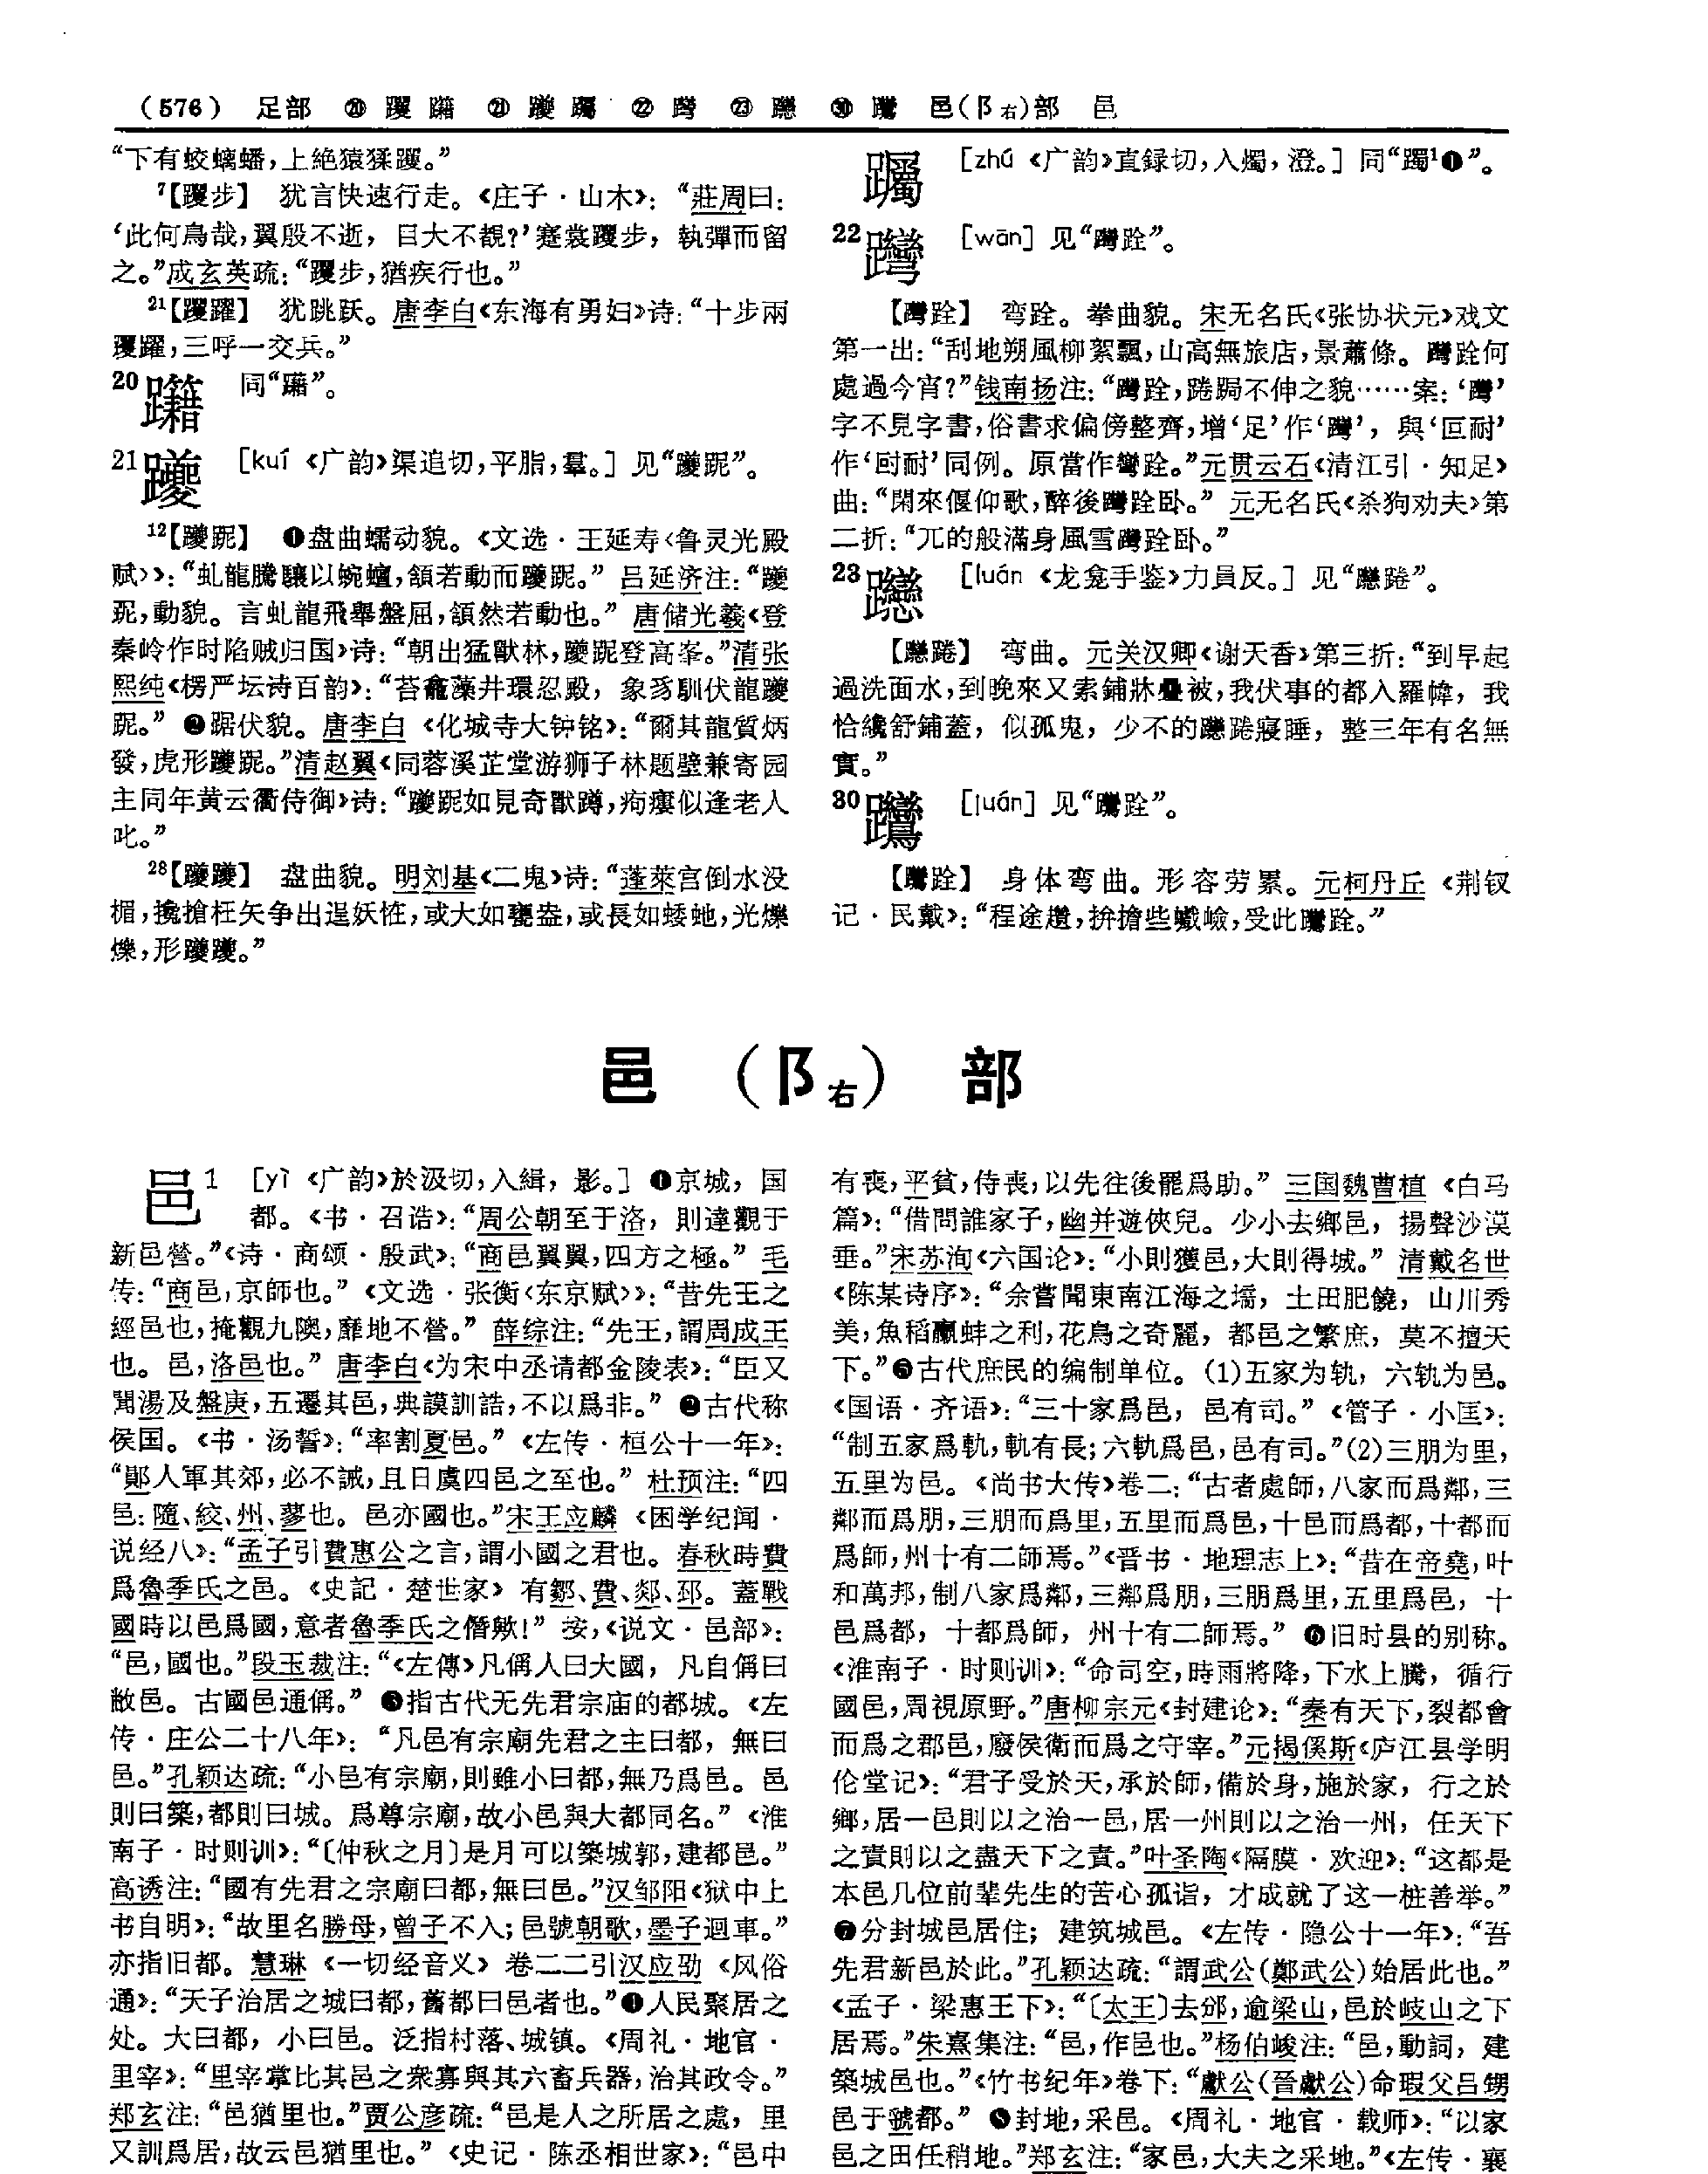 (576) 足部 ⑳ 躩 躤 ㉑ 躨 躅 ㉒ ㉓ ㉚ 邑(阝右)部 邑
“下有蛟螭蟠，上絶猿猱躩。”
7【躩步】 犹言快速行走。《庄子·山木》：“莊周曰：
‘此何鳥哉，翼殷不逝，目大不覩？’蹇裳躩步，執彈而留
之。”成玄英疏：“躩步，猶疾行也。”
21【躩躍】 犹跳跃。唐李白《东海有勇妇》诗：“十步兩
躩躍，三呼一交兵。”
20 躤 同“躤”。
21 躨 [kuí 《广韵》渠追切，平脂，羣。] 见“躨跜”。
12【躨跜】 ❶盘曲蠕动貌。《文选·王延寿〈鲁灵光殿
赋〉》：“虬龍騰驤以蜿蟺，頷若動而躨跜。” 吕延济注：“躨
跜，動貌。言虬龍飛舉盤屈，頷然若動也。” 唐储光羲《登
秦岭作时陷贼归国》诗：“朝出猛獸林，躨跜登高峯。”清张
熙纯《楞严坛诗百韵》：“苔龕藻井環忍殿，象豸馴伏龍躨
跜。” ❷踞伏貌。唐李白《化城寺大钟铭》：“爾其龍質炳
發，虎形躨跜。”清赵翼《同蓉溪芷堂游狮子林题壁兼寄园
主同年黄云衢侍御》诗：“躨跜如見奇獸蹲，痀瘻似逢老人
叱。”
28【躨躨】 盘曲貌。明刘基《二鬼》诗：“蓬萊宫倒水没
楣，攙搶枉矢争出逞妖恠，或大如甕盎，或長如蜲蛇，光爍
爍，形躨躨。”
躅 [zhú 《广韵》直録切，入燭，澄。] 同“躅1❶”。
22 [wān] 见“跧”。
【跧】 弯跧。拳曲貌。宋无名氏《张协状元》戏文
第一出：“刮地朔風柳絮飄，山高無旅店，景蕭條。跧何
處過今宵？”钱南扬注：“跧，踡跼不伸之貌……案：‘’
字不見字書，俗書求偏傍整齊，增‘足’作‘’，與‘叵耐’
作‘耐’同例。原當作彎跧。”元贯云石《清江引·知足》
曲：“閑來偃仰歌，醉後跧卧。” 元无名氏《杀狗劝夫》第
二折：“兀的般滿身風雪跧卧。”
23 [luán 《龙龛手鉴》力員反。] 见“踡”。
【踡】 弯曲。元关汉卿《谢天香》第三折：“到早起
過洗面水，到晚來又索鋪牀疊被，我伏事的都入羅幃，我
恰纔舒鋪蓋，似孤鬼，少不的踡寢睡，整三年有名無
實。”
30 [luán] 见“跧”。
【跧】 身体弯曲。形容劳累。元柯丹丘《荆钗
记·民戴》：“程途趲，拚擔些巇嶮，受此跧。”
邑 (阝右) 部
邑 1 [yì 《广韵》於汲切，入緝，影。] ❶京城，国
都。《书·召诰》：“周公朝至于洛，則達觀于
新邑營。”《诗·商颂·殷武》：“商邑翼翼，四方之極。” 毛
传：“商邑，京師也。” 《文选·张衡〈东京赋〉》：“昔先王之
經邑也，掩觀九隩，靡地不營。” 薛综注：“先王，謂周成王
也。邑，洛邑也。” 唐李白《为宋中丞请都金陵表》：“臣又
聞湯及盤庚，五遷其邑，典謨訓誥，不以爲非。” ❷古代称
侯国。《书·汤誓》：“率割夏邑。” 《左传·桓公十一年》：
“鄖人軍其郊，必不誡，且日虞四邑之至也。” 杜预注：“四
邑：隨、絞、州、蓼也。邑亦國也。”宋王应麟《困学纪闻·
说经八》：“孟子引費惠公之言，謂小國之君也。春秋時費
爲魯季氏之邑。《史記·楚世家》有鄒、費、郯、邳。蓋戰
國時以邑爲國，意者魯季氏之僭歟！” 按，《说文·邑部》：
“邑，國也。”段玉裁注：“《左傳》凡偁人曰大國，凡自偁曰
敝邑。古國邑通偁。” ❸指古代无先君宗庙的都城。《左
传·庄公二十八年》：“凡邑有宗廟先君之主曰都，無曰
邑。”孔颖达疏：“小邑有宗廟，則雖小曰都，無乃爲邑。邑
則曰築，都則曰城。爲尊宗廟，故小邑與大都同名。” 《淮
南子·时则训》：“〔仲秋之月〕是月可以築城郭，建都邑。”
高诱注：“國有先君之宗廟曰都，無曰邑。”汉邹阳《狱中上
书自明》：“故里名勝母，曾子不入；邑號朝歌，墨子迴車。”
亦指旧都。慧琳《一切经音义》卷二二引汉应劭《风俗
通》：“天子治居之城曰都，舊都曰邑者也。”❹人民聚居之
处。大曰都，小曰邑。泛指村落、城镇。《周礼·地官·
里宰》：“里宰掌比其邑之衆寡與其六畜兵器，治其政令。”
郑玄注：“邑猶里也。”贾公彦疏：“邑是人之所居之處，里
又訓爲居，故云邑猶里也。” 《史记·陈丞相世家》：“邑中
有喪，平貧，侍喪，以先往後罷爲助。” 三国魏曹植《白马
篇》：“借問誰家子，幽并遊俠兒。少小去鄉邑，揚聲沙漠
垂。”宋苏洵《六国论》：“小則獲邑，大則得城。” 清戴名世
《陈某诗序》：“余嘗聞東南江海之壖，土田肥饒，山川秀
美，魚稻蠃蚌之利，花鳥之奇麗，都邑之繁庶，莫不擅天
下。”❺古代庶民的编制单位。(1)五家为轨，六轨为邑。
《国语·齐语》：“三十家爲邑，邑有司。” 《管子·小匡》：
“制五家爲軌，軌有長；六軌爲邑，邑有司。”(2)三朋为里，
五里为邑。《尚书大传》卷二：“古者處師，八家而爲鄰，三
鄰而爲朋，三朋而爲里，五里而爲邑，十邑而爲都，十都而
爲師，州十有二師焉。”《晋书·地理志上》：“昔在帝堯，叶
和萬邦，制八家爲鄰，三鄰爲朋，三朋爲里，五里爲邑，十
邑爲都，十都爲師，州十有二師焉。” ❻旧时县的别称。
《淮南子·时则训》：“命司空，時雨將降，下水上騰，循行
國邑，周視原野。”唐柳宗元《封建论》：“秦有天下，裂都會
而爲之郡邑，廢侯衛而爲之守宰。”元揭傒斯《庐江县学明
伦堂记》：“君子受於天，承於師，備於身，施於家，行之於
鄉，居一邑則以之治一邑，居一州則以之治一州，任天下
之責則以之盡天下之責。”叶圣陶《隔膜·欢迎》：“这都是
本邑几位前辈先生的苦心孤诣，才成就了这一桩善举。”
❼分封城邑居住；建筑城邑。《左传·隐公十一年》：“吾
先君新邑於此。”孔颖达疏：“謂武公(鄭武公)始居此也。”
《孟子·梁惠王下》：“〔太王〕去邠，逾梁山，邑於岐山之下
居焉。”朱熹集注：“邑，作邑也。”杨伯峻注：“邑，動詞，建
築城邑也。”《竹书纪年》卷下：“獻公(晉獻公)命瑕父吕甥
邑于虢都。” ❽封地，采邑。《周礼·地官·载师》：“以家
邑之田任稍地。”郑玄注：“家邑，大夫之采地。”《左传·襄